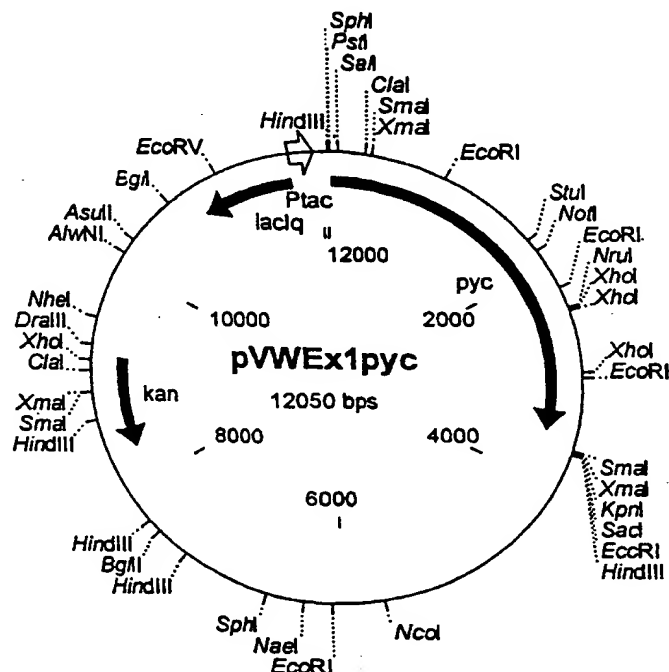 SphI
PstI
SalI
ClaI
SmaI
XmaI
HindIII
EcoRV
EcoRI
BglI
StuI
NotI
AsuII
Ptac
EcoRI
AlwNI
lacIq
12000
NruI
XhoI
pyc
XhoI
NheI
10000
2000
DraIII
XhoI
pVWEx1pyc
XhoI
ClaI
EcoRI
kan
12050 bps
XmaI
SmaI
8000
4000
HindIII
SmaI
XmaI
6000
KpnI
SacI
HindIII
EccRI
BglII
HindIII
HindIII
SphI
NcoI
NaeI
EcoRI